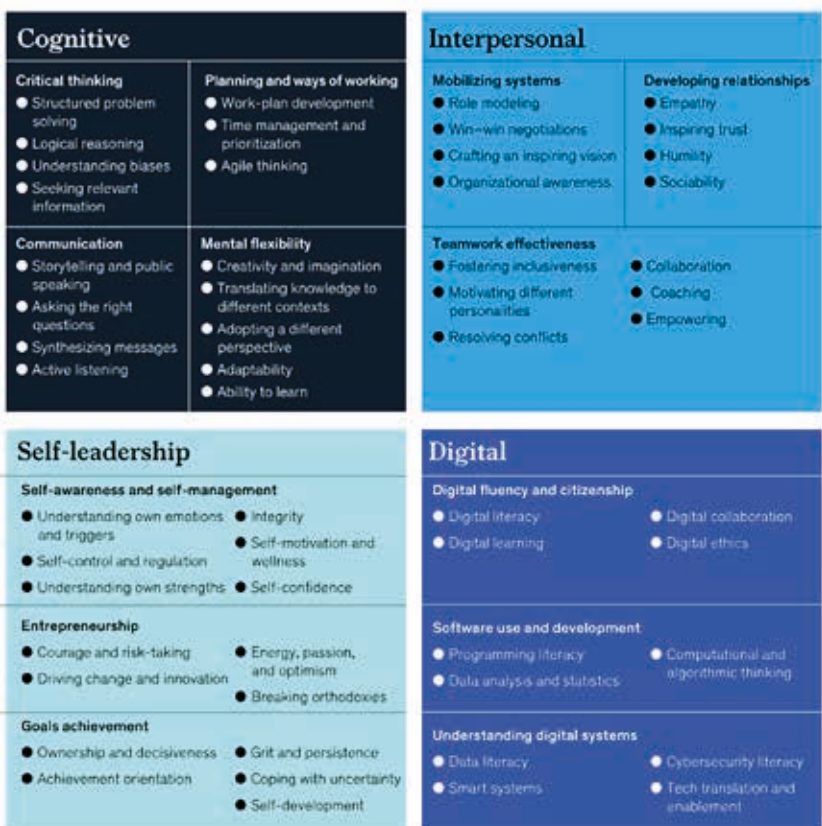 Cognitive
Critical thinking
Structured problem
solving
Logical reasoning
Understanding biases
Seeking relevant
information
Planning and ways of working
Work-plan development
Time management and
prioritization
Agile thinking
Communication
Storytelling and public
speaking
Asking the right
questions
Synthesizing messages
Active listening
Mental flexibility
Creativity and imagination
Translating knowledge to
different contexts
Adopting a different
perspective
Adaptability
Ability to learn
Interpersonal
Mobilizing systems
Role modeling
Win–win negotiations
Crafting an inspiring vision
Organizational awareness
Developing relationships
Empathy
Inspiring trust
Humility
Sociability
Teamwork effectiveness
Fostering inclusiveness
Motivating different
personalities
Resolving conflicts
Collaboration
Coaching
Empowering
Self-leadership
Self-awareness and self-management
Understanding own emotions
and triggers
Self-control and regulation
Understanding own strengths
Integrity
Self-motivation and
wellness
Self-confidence
Entrepreneurship
Courage and risk-taking
Driving change and innovation
Energy, passion,
and optimism
Breaking orthodoxies
Goals achievement
Ownership and decisiveness
Achievement orientation
Grit and persistence
Coping with uncertainty
Self-development
Digital
Digital fluency and citizenship
Digital literacy
Digital learning
Digital collaboration
Digital ethics
Software use and development
Programming literacy
Data analysis and statistics
Computational and
algorithmic thinking
Understanding digital systems
Data literacy
Smart systems
Cybersecurity literacy
Tech translation and
enablement